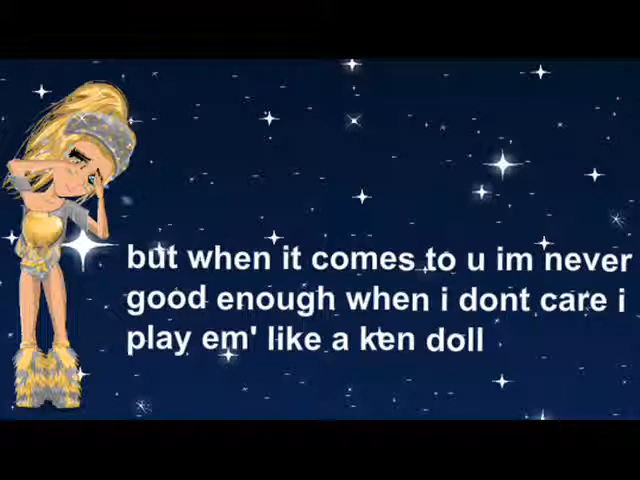 but when it comes to u im never
good enough when i dont care i
play em' like a ken doll